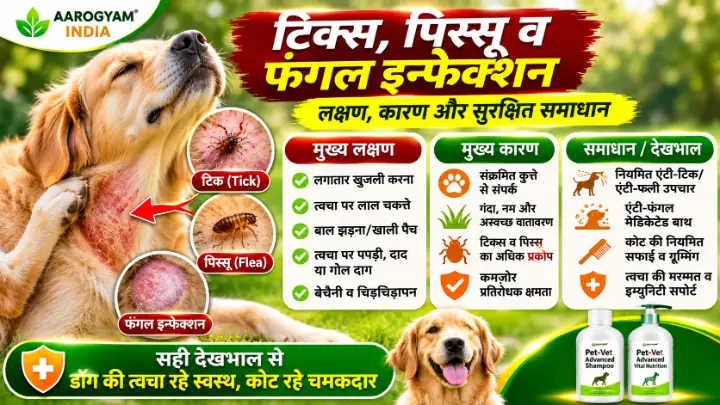 AAROGYAM®
INDIA
टिक्स, पिस्सू व
फंगल इन्फेक्शन
लक्षण, कारण और सुरक्षित समाधान
टिक (Tick)
पिस्सू (Flea)
फंगल इन्फेक्शन
मुख्य लक्षण
लगातार खुजली करना
त्वचा पर लाल चकत्ते
बाल झड़ना/खाली पैच
त्वचा पर पपड़ी, दाद
या गोल दाग
बेचैनी व चिड़चिड़ापन
मुख्य कारण
संक्रमित कुत्ते
से संपर्क
गंदा, नम और
अस्वच्छ वातावरण
टिक्स व पिस्सू
का अधिक प्रकोप
कमज़ोर
प्रतिरोधक क्षमता
समाधान / देखभाल
नियमित एंटी-टिक/
एंटी-फली उपचार
एंटी-फंगल
मेडिकेटेड बाथ
कोट की नियमित
सफाई व ग्रूमिंग
त्वचा की मरम्मत व
इम्युनिटी सपोर्ट
सही देखभाल से
डॉग की त्वचा रहे स्वस्थ, कोट रहे चमकदार
Pet-Vet
Advanced
Shampoo
Pet-Vet
Advanced
Vital Nutrition